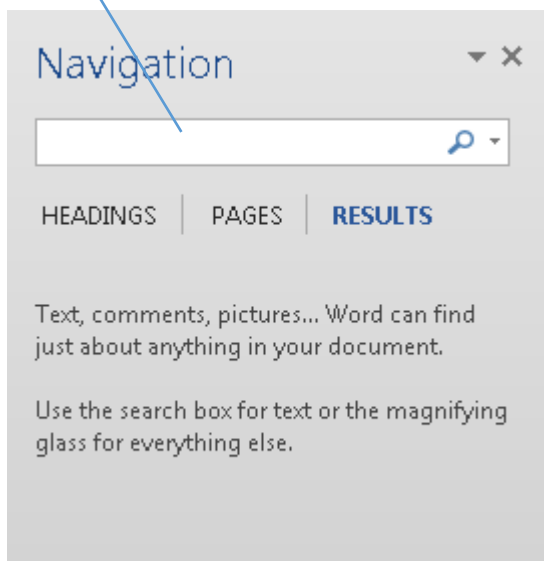 Navigation
HEADINGS PAGES RESULTS
Text, comments, pictures... Word can find
just about anything in your document.
Use the search box for text or the magnifying
glass for everything else.